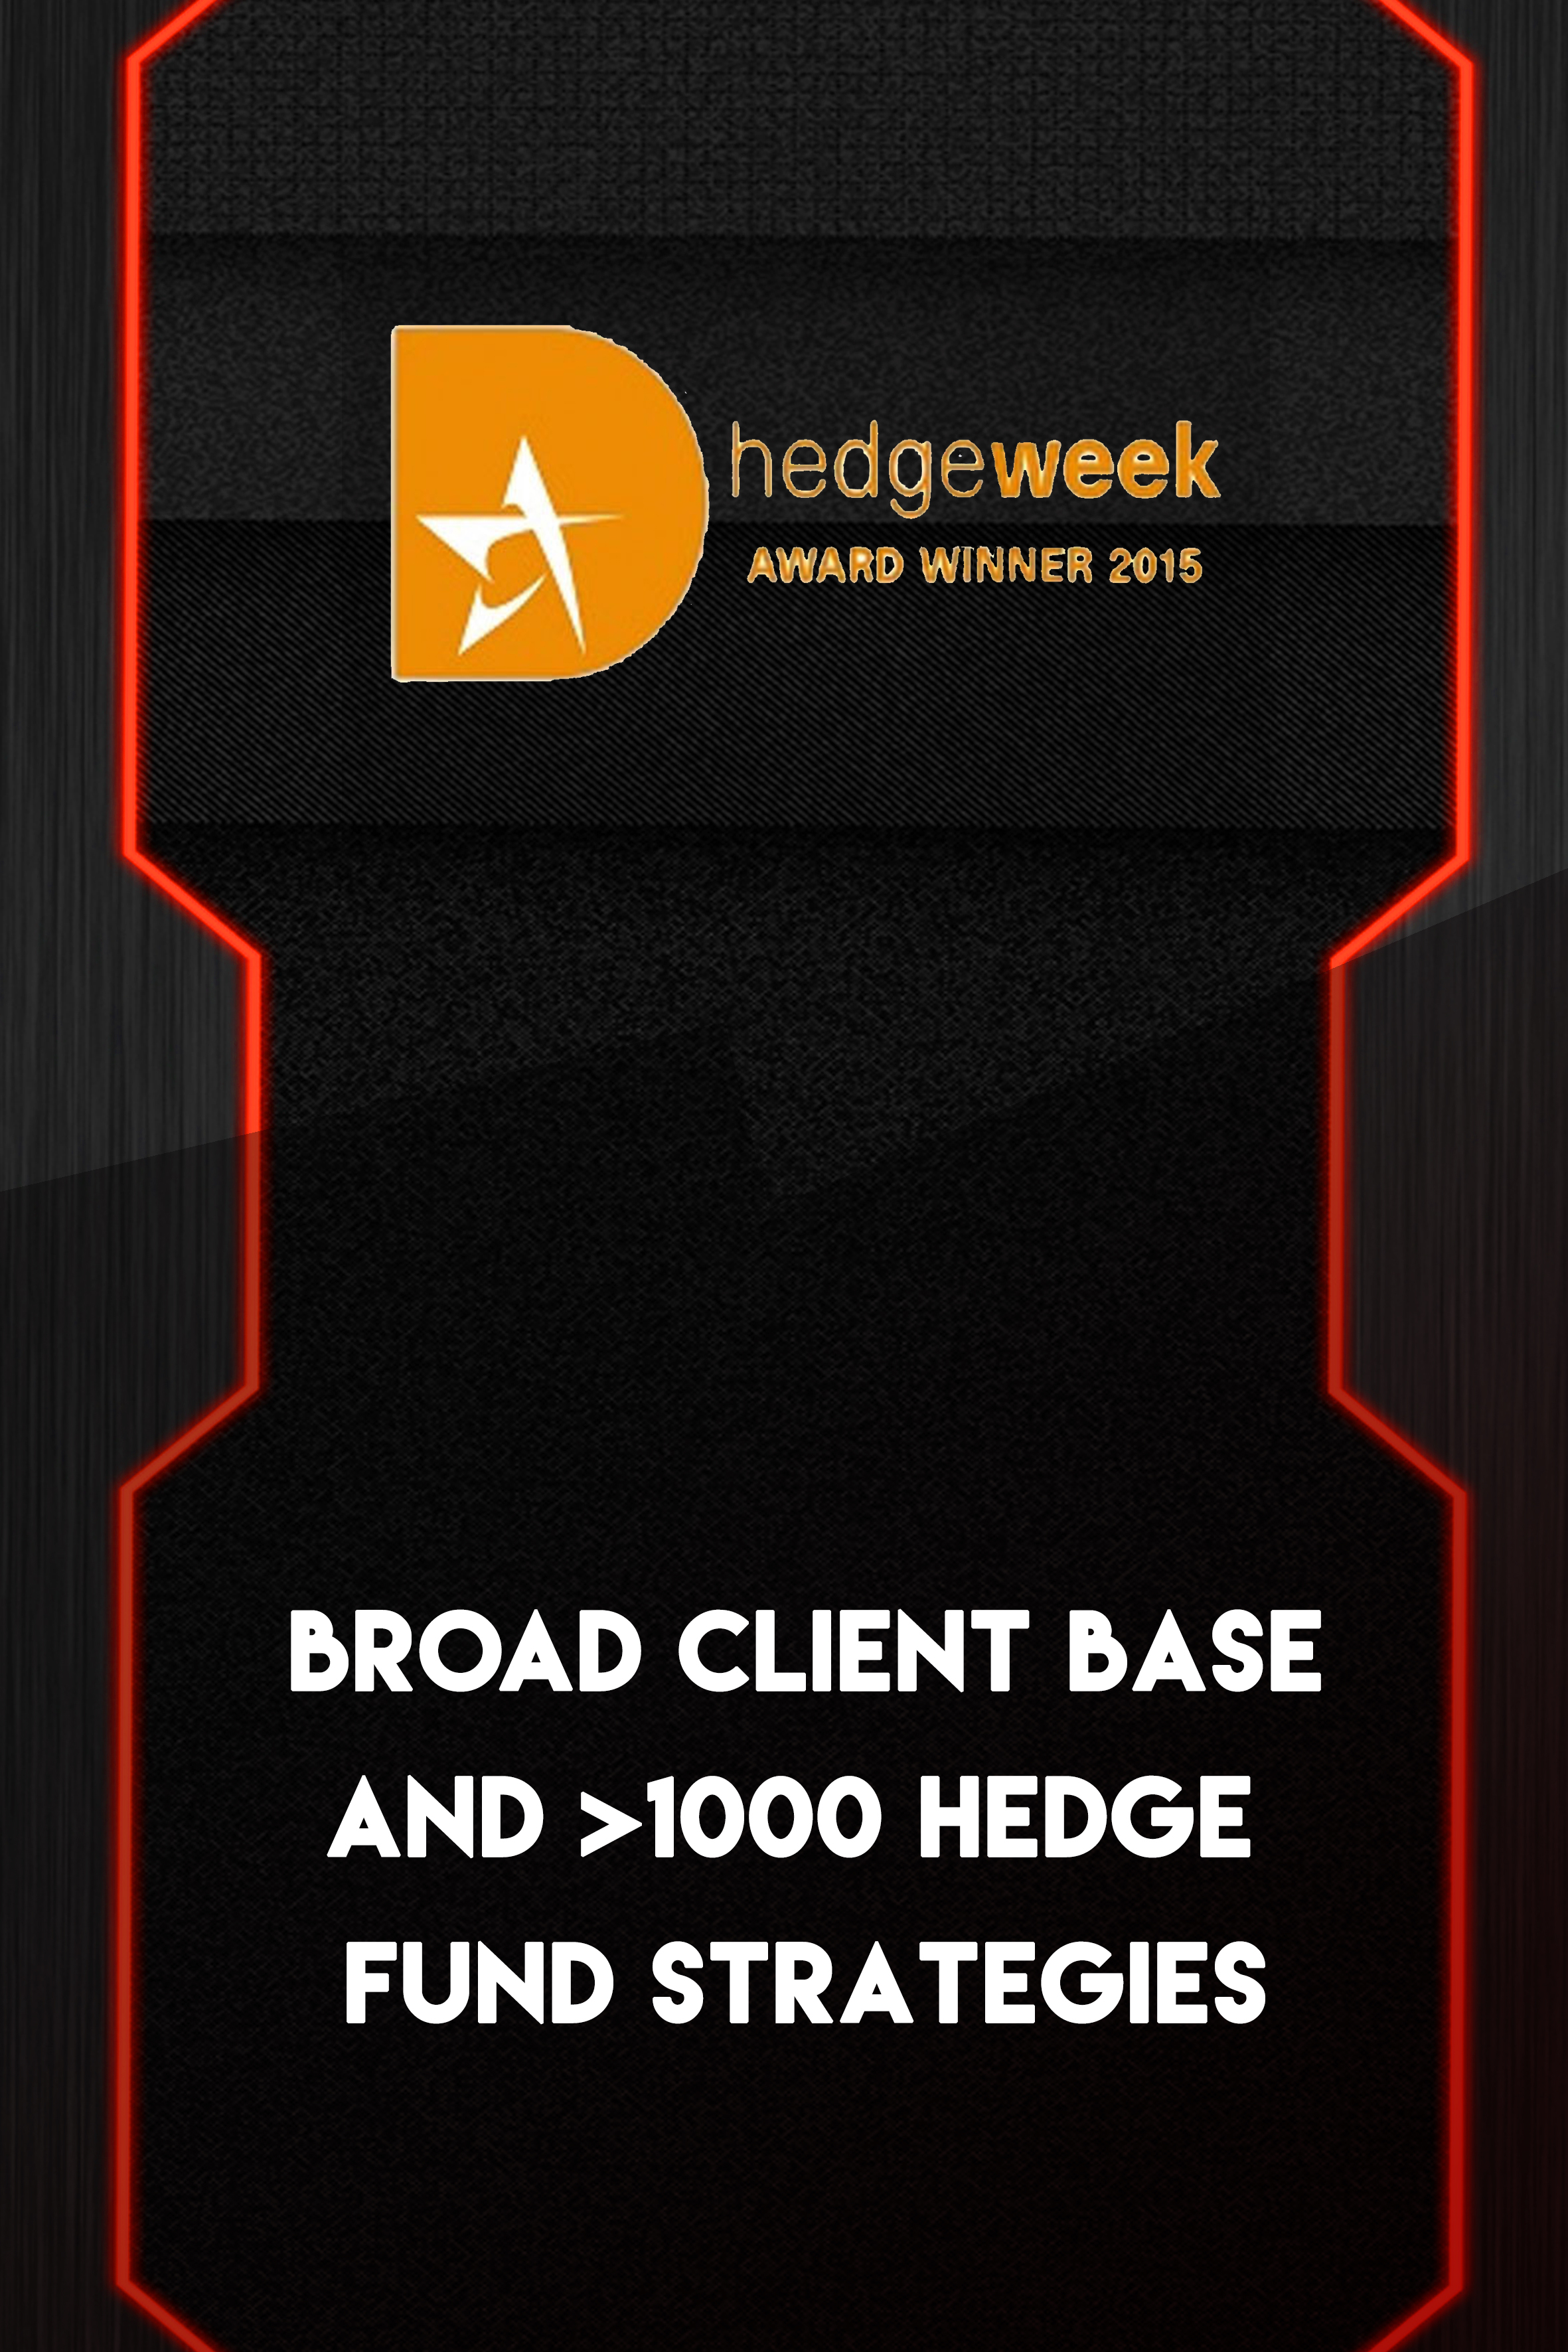 hedgeweek
AWARD WINNER 2015
BROAD CLIENT BASE
AND >1000 HEDGE
FUND STRATEGIES